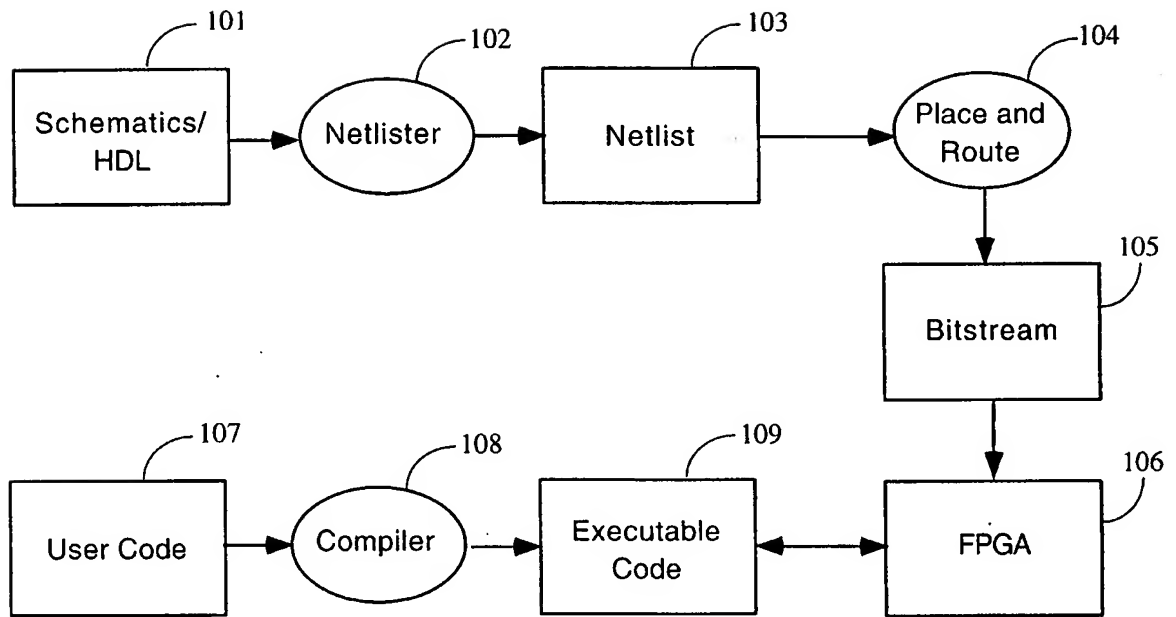 101
102
103
104
Schematics/
HDL
Netlister
Netlist
Place and
Route
105
Bitstream
107
108
109
106
User Code
Compiler
Executable
Code
FPGA